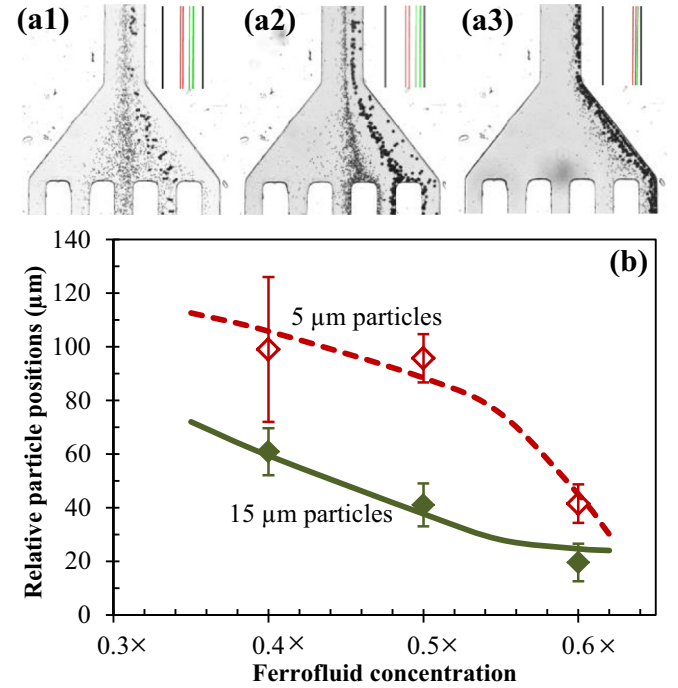 (a1)
(a2)
(a3)
(b)
140
120
100
80
60
40
20
0
Relative particle positions (µm)
5 µm particles
15 µm particles
0.3×
0.4×
0.5×
0.6×
Ferrofluid concentration